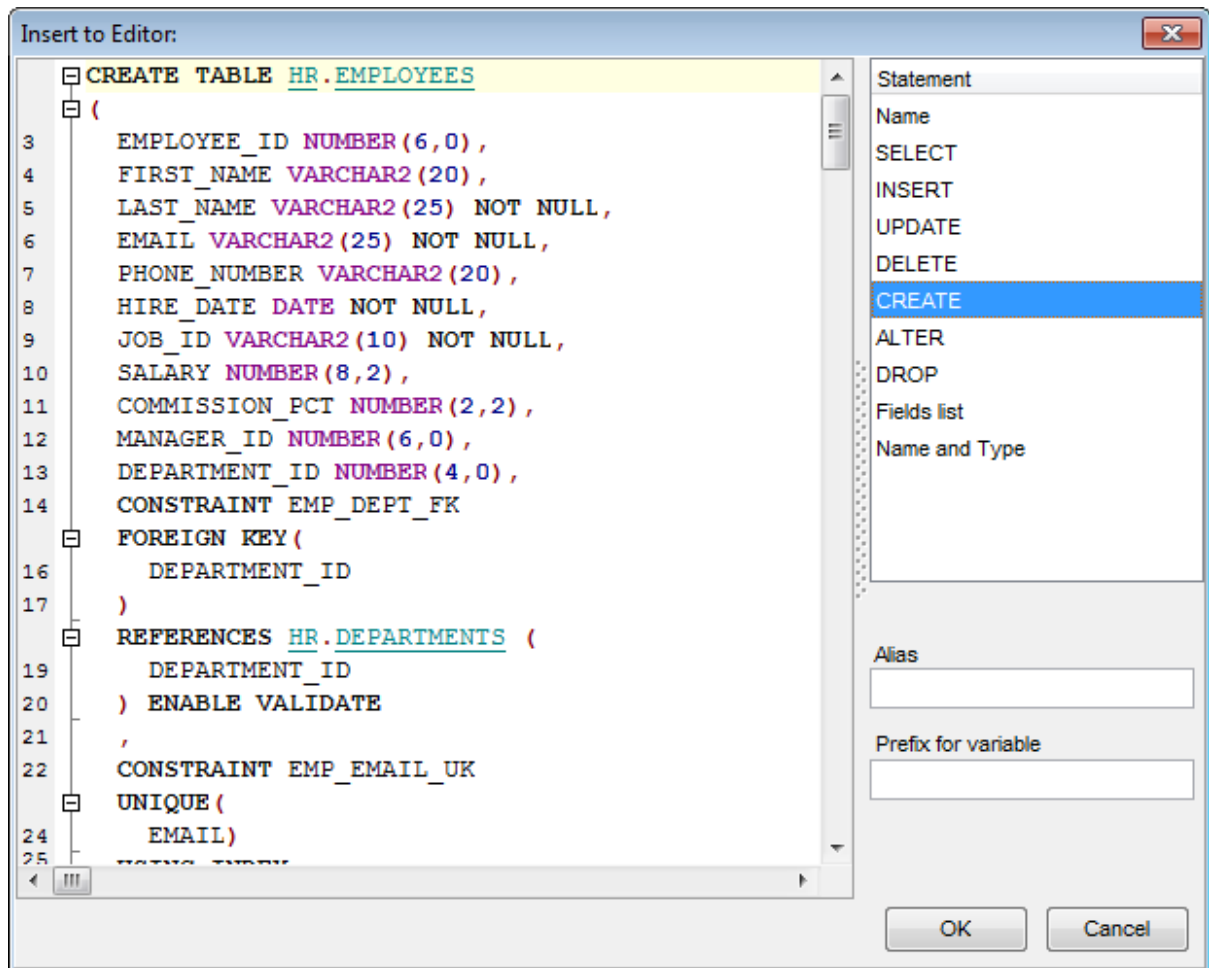 Insert to Editor:
CREATE TABLE HR.EMPLOYEES
(
3 EMPLOYEE_ID NUMBER(6,0),
4 FIRST_NAME VARCHAR2(20),
5 LAST_NAME VARCHAR2(25) NOT NULL,
6 EMAIL VARCHAR2(25) NOT NULL,
7 PHONE_NUMBER VARCHAR2(20),
8 HIRE_DATE DATE NOT NULL,
9 JOB_ID VARCHAR2(10) NOT NULL,
10 SALARY NUMBER(8,2),
11 COMMISSION_PCT NUMBER(2,2),
12 MANAGER_ID NUMBER(6,0),
13 DEPARTMENT_ID NUMBER(4,0),
14 CONSTRAINT EMP_DEPT_FK
FOREIGN KEY(
16 DEPARTMENT_ID
17 )
REFERENCES HR.DEPARTMENTS (
19 DEPARTMENT_ID
20 ) ENABLE VALIDATE
21 ,
22 CONSTRAINT EMP_EMAIL_UK
UNIQUE(
24 EMAIL)
25 USING INDEX
Statement
Name
SELECT
INSERT
UPDATE
DELETE
CREATE
ALTER
DROP
Fields list
Name and Type
Alias
Prefix for variable
OK
Cancel